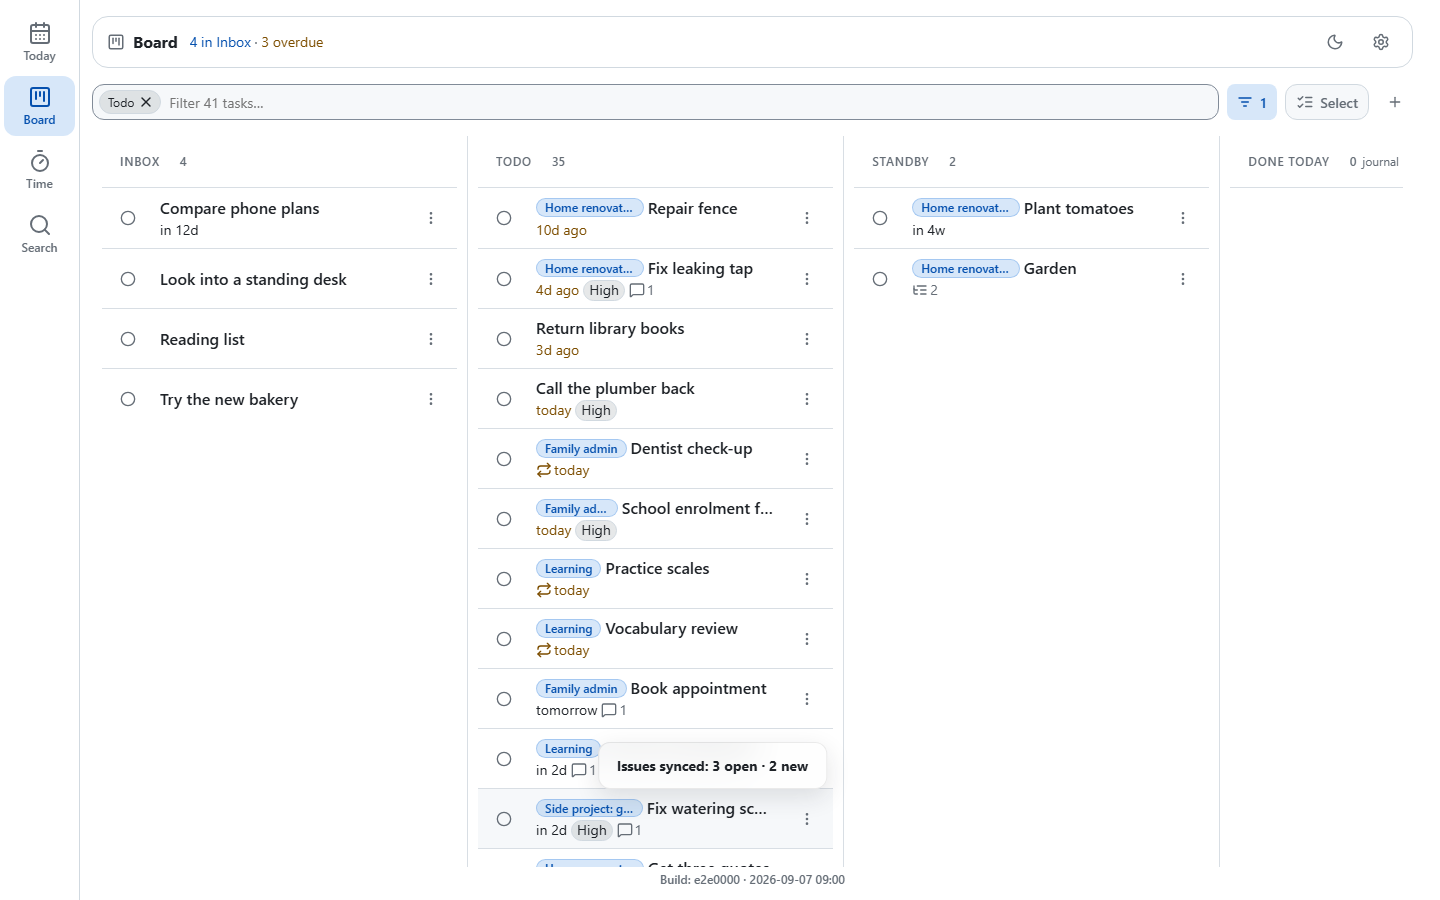 Today
Board
Time
Search
Board 4 in Inbox · 3 overdue
Todo Filter 41 tasks...
1
Select
INBOX 4
Compare phone plans
in 12d
Look into a standing desk
Reading list
Try the new bakery
TODO 35
Home renovat... Repair fence
10d ago
Home renovat... Fix leaking tap
4d ago High 1
Return library books
3d ago
Call the plumber back
today High
Family admin Dentist check-up
today
Family ad... School enrolment f...
today High
Learning Practice scales
today
Learning Vocabulary review
today
Family admin Book appointment
tomorrow 1
Learning
in 2d 1
Issues synced: 3 open · 2 new
Side project: g... Fix watering sc...
in 2d High 1
STANDBY 2
Home renovat... Plant tomatoes
in 4w
Home renovat... Garden
2
DONE TODAY 0 journal
Build: e2e0000 · 2026-09-07 09:00